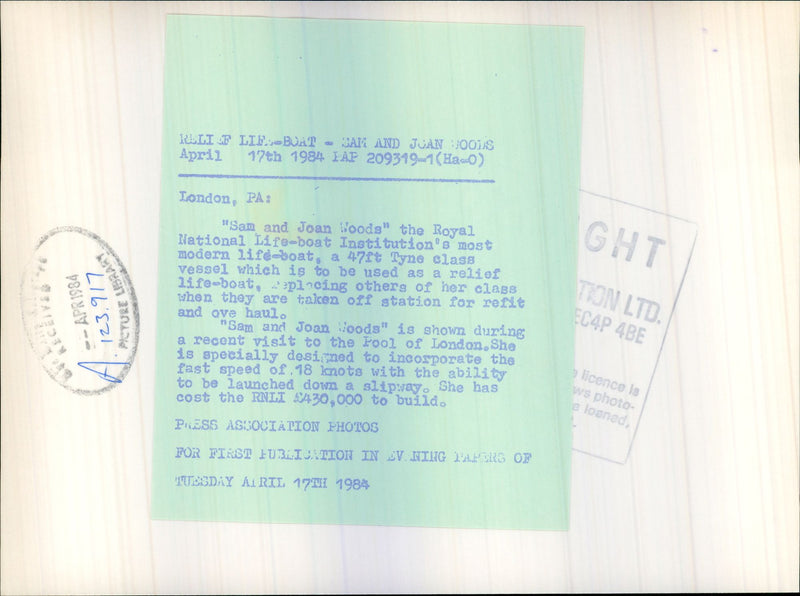 RELIEF LIFE-BOAT - SAM AND JOAN WOODS
April 17th 1984 PAP 209319-1(Ha-O)
London, PA:
"Sam and Joan Woods" the Royal
National Life-boat Institution's most
modern life-boat, a 47ft Tyne class
vessel which is to be used as a relief
life-boat, replacing others of her class
when they are taken off station for refit
and ove haul.
"Sam and Joan Woods" is shown during
a recent visit to the Pool of London.She
is specially designed to incorporate the
fast speed of 18 knots with the ability
to be launched down a slipway. She has
cost the RNLI £430,000 to build.
PRESS ASSOCIATION PHOTOS
FOR FIRST PUBLICATION IN EVENING PAPERS OF
TUESDAY APRIL 17TH 1984
RECEIVED
-- APR 1984
A. 123.917
PICTURE LIBRARY
GHT
TION LTD.
EC4P 4BE
licence is
ws photo-
e loaned,